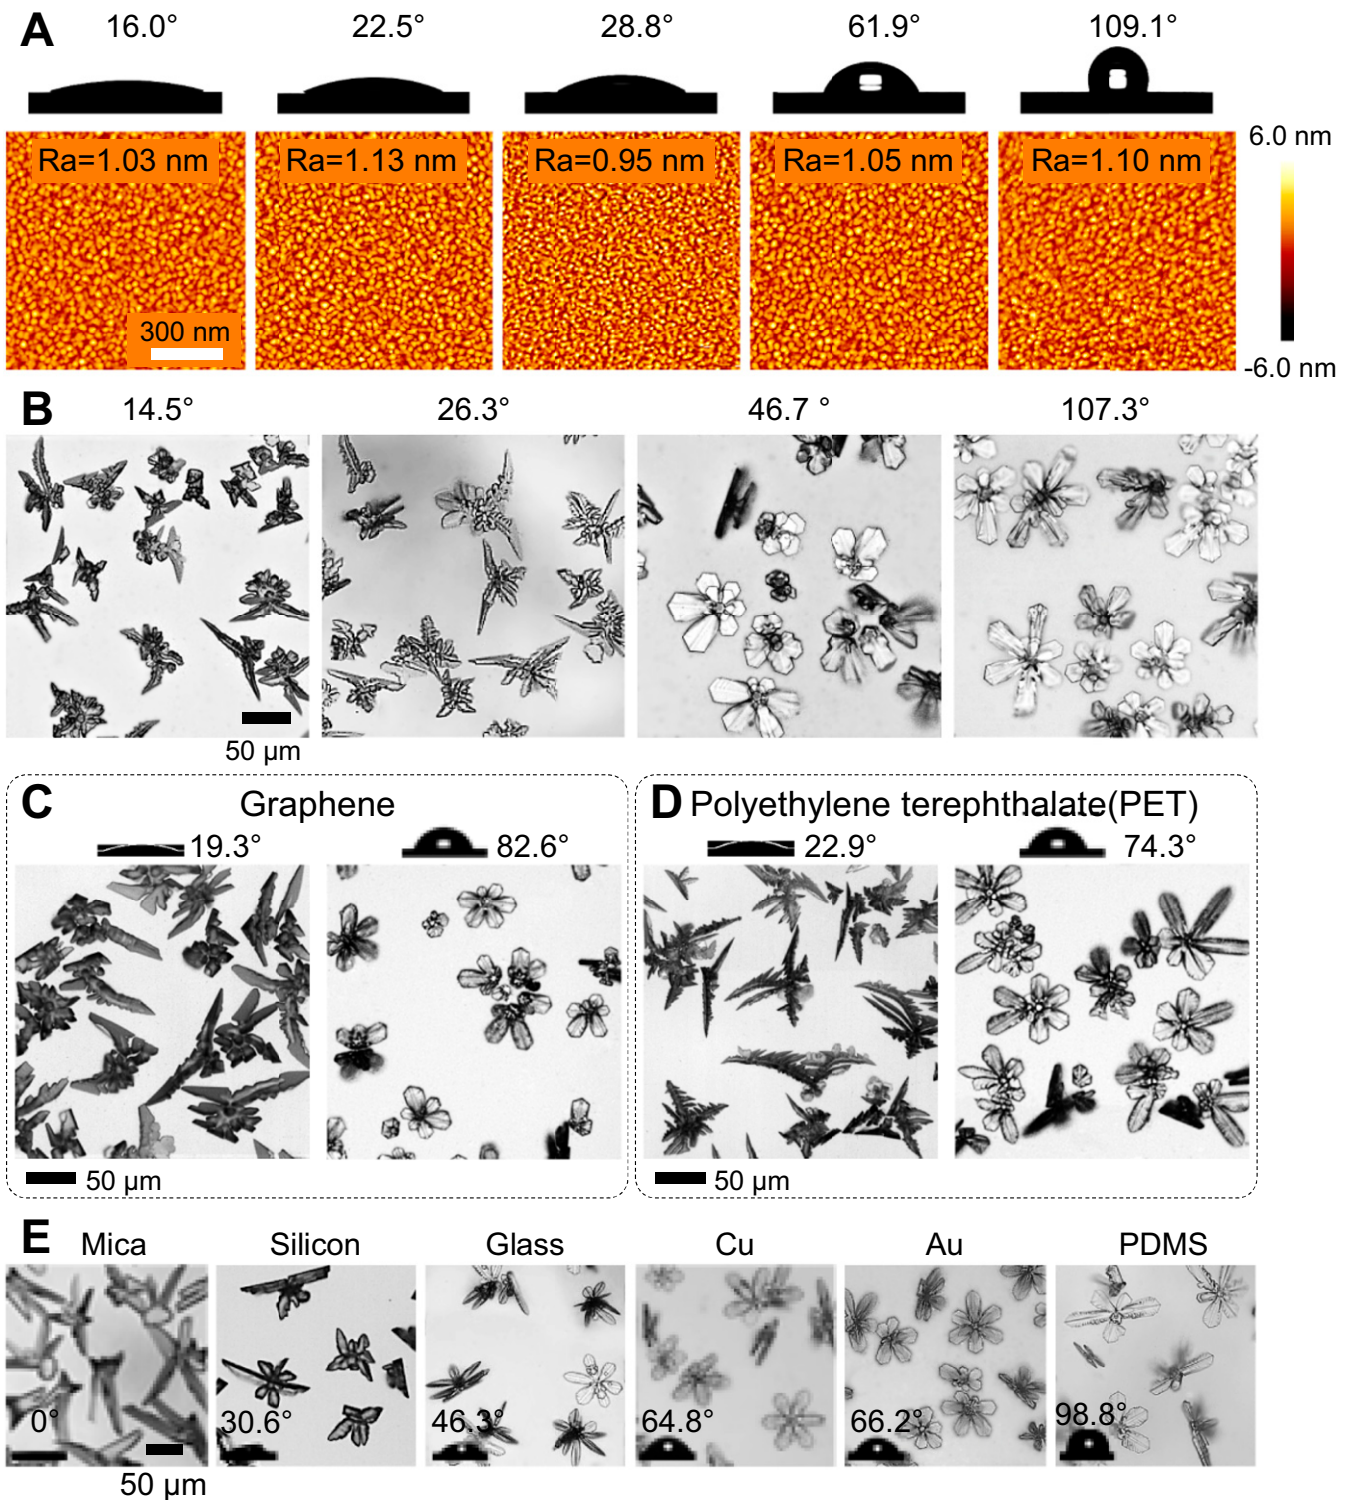 A
16.0° 22.5° 28.8° 61.9° 109.1°
Ra=1.03 nm Ra=1.13 nm Ra=0.95 nm Ra=1.05 nm Ra=1.10 nm
6.0 nm
300 nm
-6.0 nm
B
14.5° 26.3° 46.7 ° 107.3°
50 µm
C Graphene
19.3° 82.6°
50 µm
D Polyethylene terephthalate(PET)
22.9° 74.3°
50 µm
E
Mica Silicon Glass Cu Au PDMS
0° 30.6° 46.3° 64.8° 66.2° 98.8°
50 µm